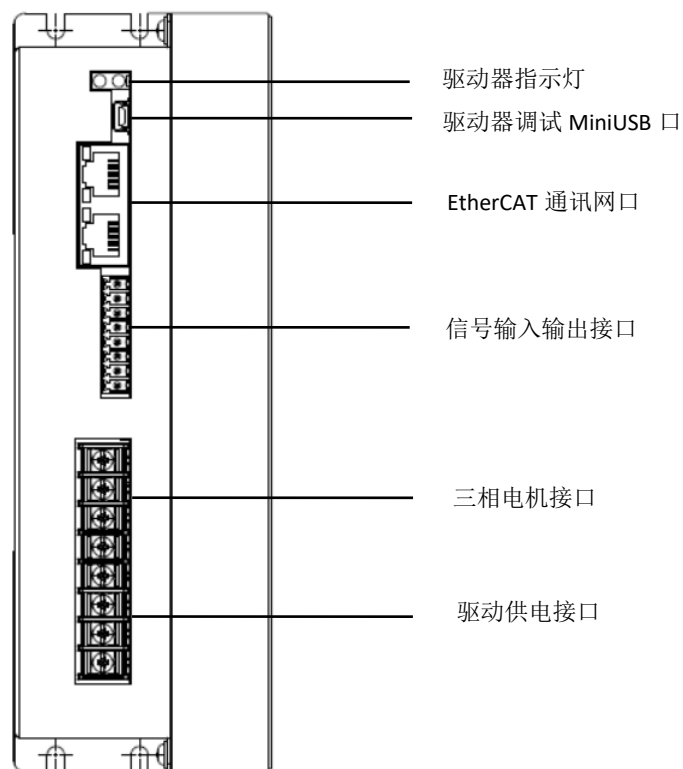 驱动器指示灯
驱动器调试 MiniUSB 口
EtherCAT 通讯网口
信号输入输出接口
三相电机接口
驱动供电接口